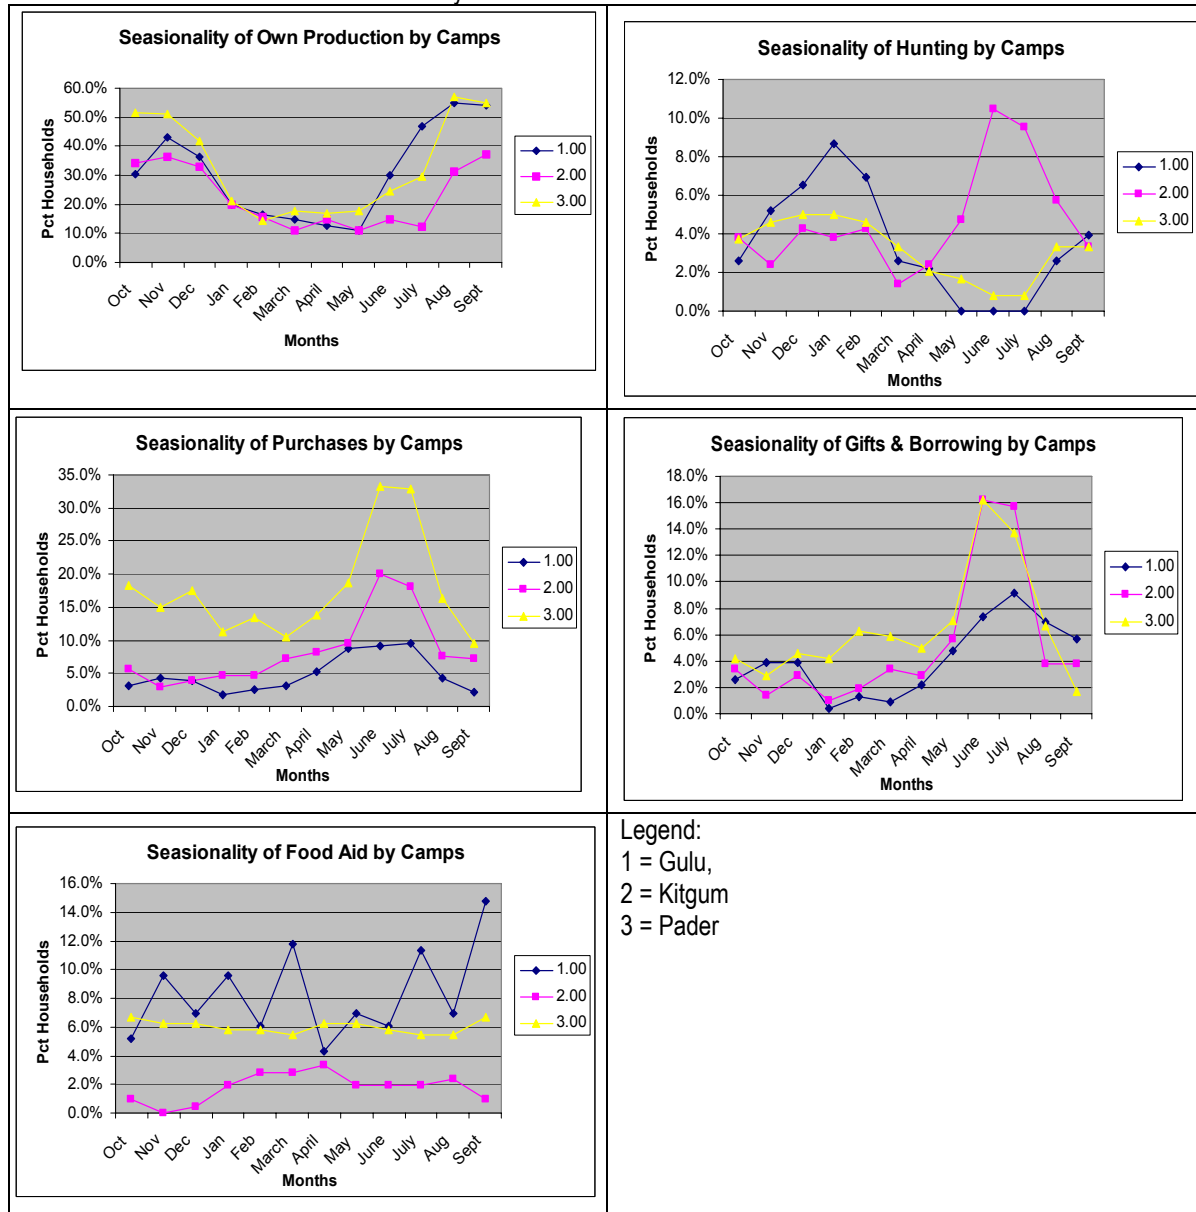 Seasionality of Own Production by Camps
Pct Households
60.0%
50.0%
40.0%
30.0%
20.0%
10.0%
0.0%
Oct
Nov
Dec
Jan
Feb
March
April
May
June
July
Aug
Sept
Months
1.00
2.00
3.00
Seasionality of Hunting by Camps
Pct Households
12.0%
10.0%
8.0%
6.0%
4.0%
2.0%
0.0%
Oct
Nov
Dec
Jan
Feb
March
April
May
June
July
Aug
Sept
Months
1.00
2.00
3.00
Seasionality of Purchases by Camps
Pct Households
35.0%
30.0%
25.0%
20.0%
15.0%
10.0%
5.0%
0.0%
Oct
Nov
Dec
Jan
Feb
March
April
May
June
July
Aug
Sept
Months
1.00
2.00
3.00
Seasionality of Gifts & Borrowing by Camps
Pct Households
18.0%
16.0%
14.0%
12.0%
10.0%
8.0%
6.0%
4.0%
2.0%
0.0%
Oct
Nov
Dec
Jan
Feb
March
April
May
June
July
Aug
Sept
Months
1.00
2.00
3.00
Seasionality of Food Aid by Camps
Pct Households
16.0%
14.0%
12.0%
10.0%
8.0%
6.0%
4.0%
2.0%
0.0%
Oct
Nov
Dec
Jan
Feb
March
April
May
June
July
Aug
Sept
Months
1.00
2.00
3.00
Legend:
1 = Gulu,
2 = Kitgum
3 = Pader